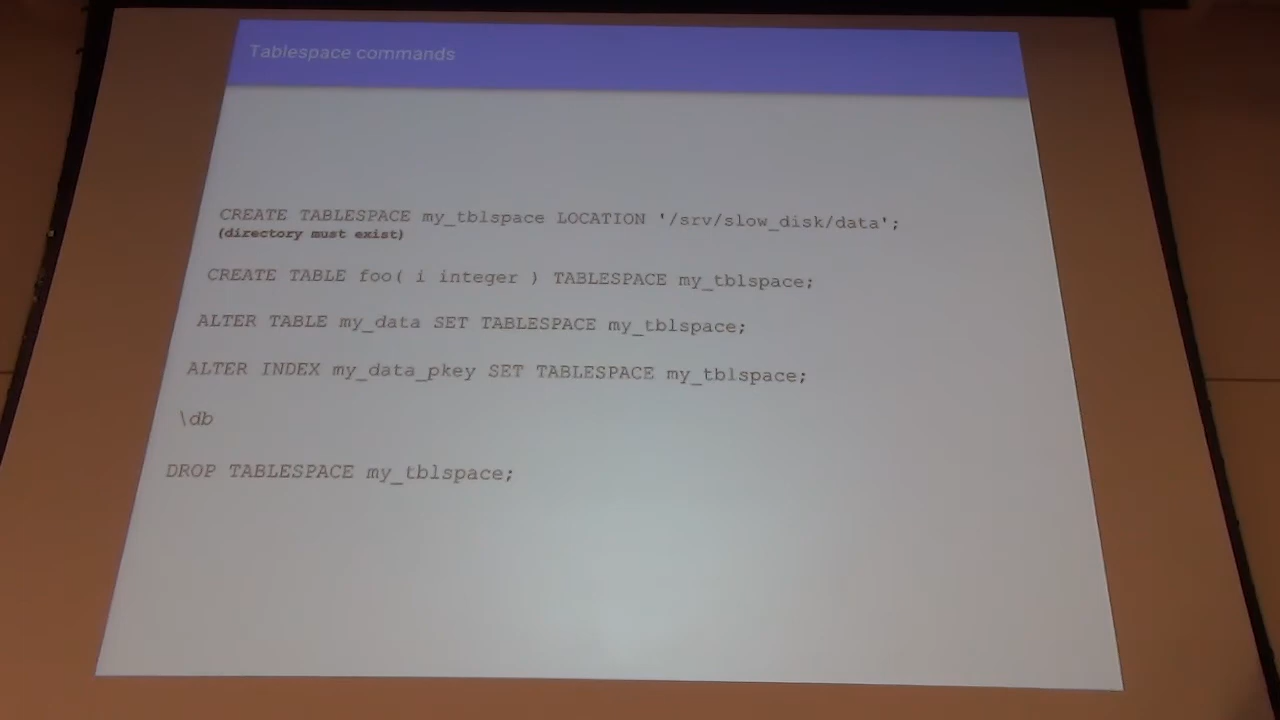 Tablespace commands
CREATE TABLESPACE my_tblspace LOCATION '/srv/slow_disk/data';
(directory must exist)
CREATE TABLE foo( i integer ) TABLESPACE my_tblspace;
ALTER TABLE my_data SET TABLESPACE my_tblspace;
ALTER INDEX my_data_pkey SET TABLESPACE my_tblspace;
\db
DROP TABLESPACE my_tblspace;